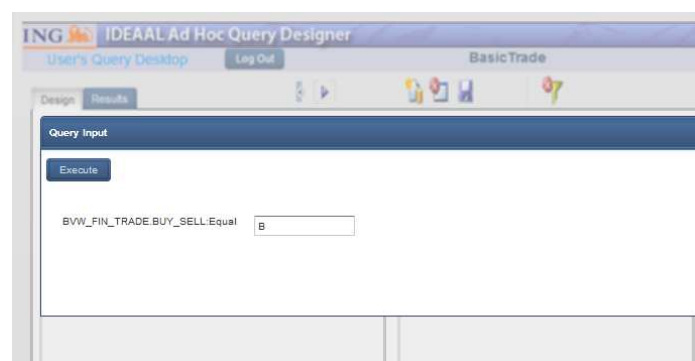 ING IDEAAL Ad Hoc Query Designer
User's Query Desktop Log Out BasicTrade
Design Results
Query Input
Execute
BVW_FIN_TRADE.BUY_SELL:Equal B